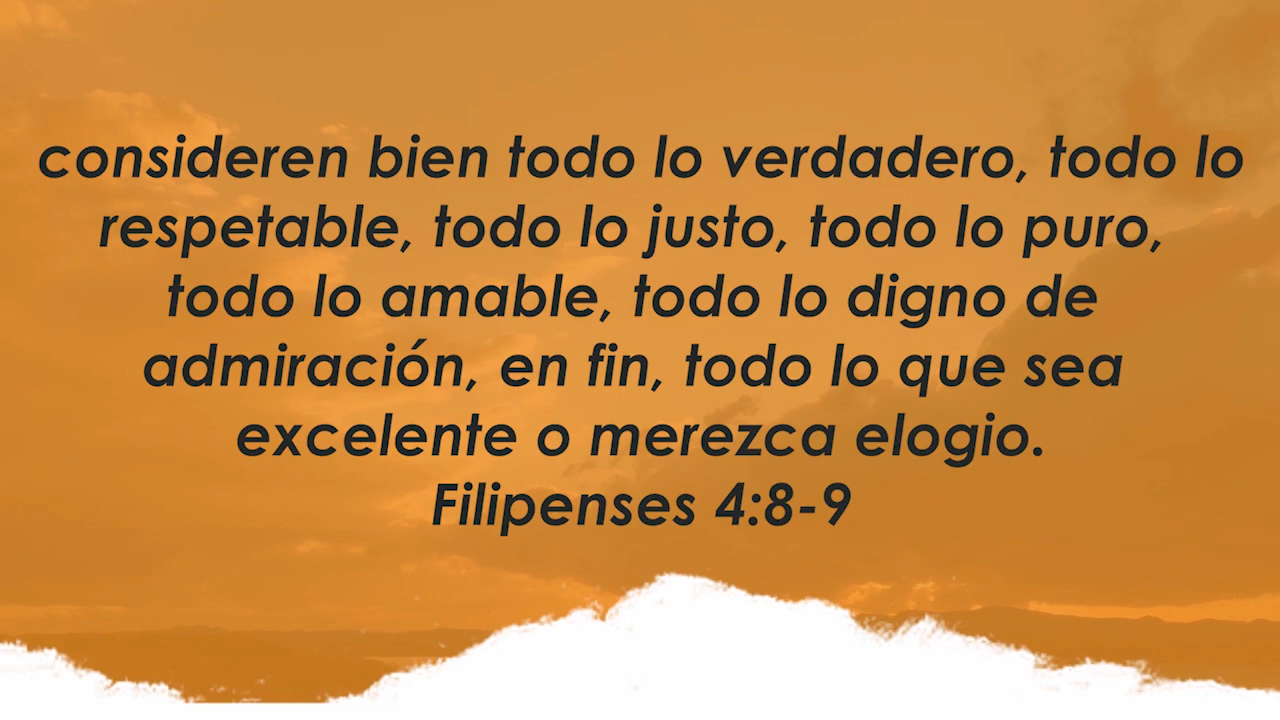 consideren bien todo lo verdadero, todo lo
respetable, todo lo justo, todo lo puro,
todo lo amable, todo lo digno de
admiración, en fin, todo lo que sea
excelente o merezca elogio.
Filipenses 4:8-9